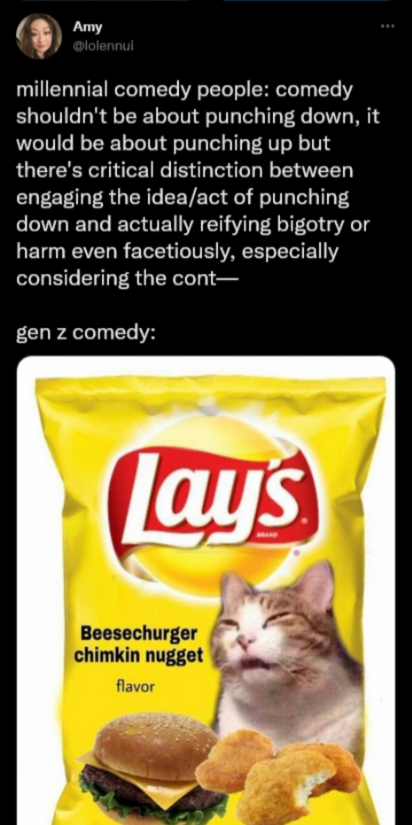 Amy
@lolennui
millennial comedy people: comedy
shouldn't be about punching down, it
would be about punching up but
there's critical distinction between
engaging the idea/act of punching
down and actually reifying bigotry or
harm even facetiously, especially
considering the cont—
gen z comedy:
Lay's
BRAND
Beesechurger
chimkin nugget
flavor